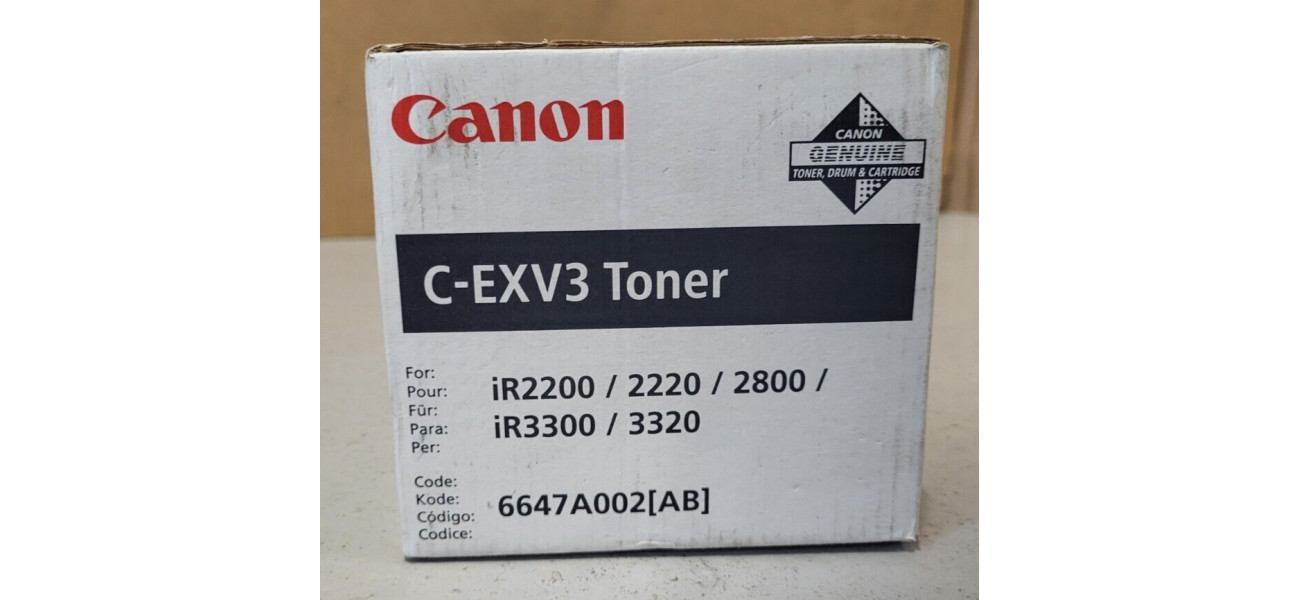 Canon
CANON
GENUINE
TONER, DRUM & CARTRIDGE
C-EXV3 Toner
For:
Pour:
Für:
Para:
Per:
iR2200 / 2220 / 2800 /
iR3300 / 3320
Code:
Kode:
Código:
Codice:
6647A002[AB]